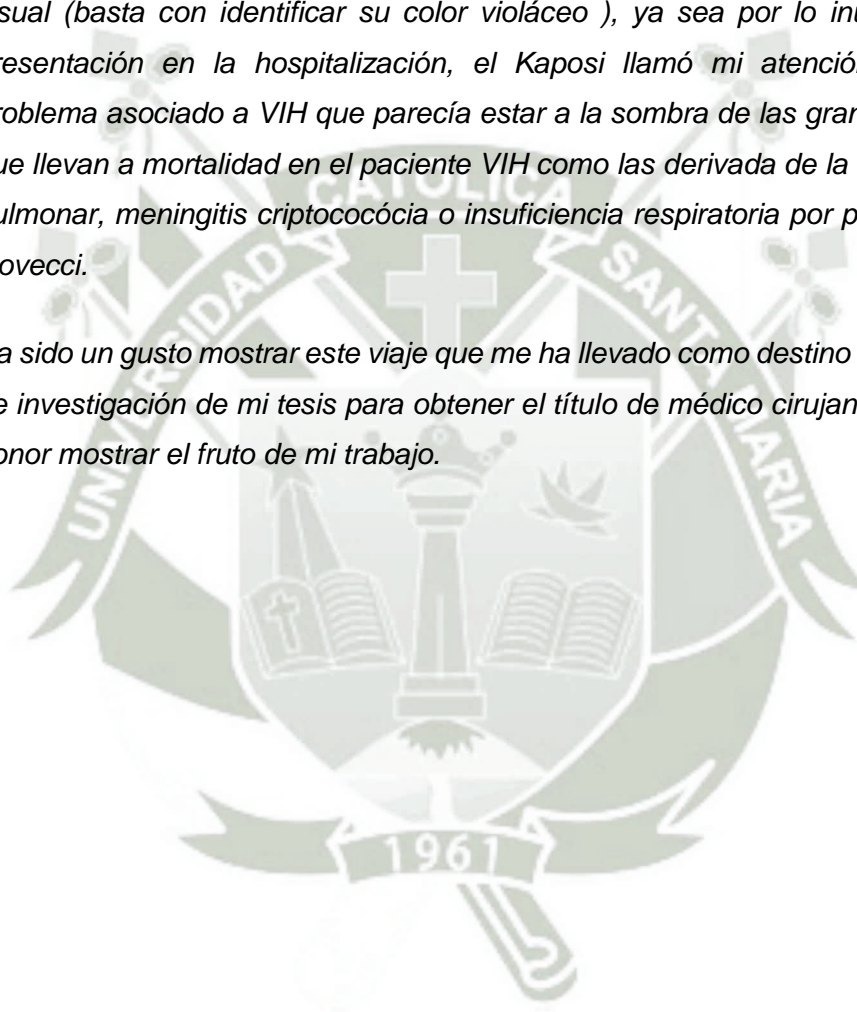 sual (basta con identificar su color violáceo ), ya sea por lo inu
resentación en la hospitalización, el Kaposi llamó mi atención
roblema asociado a VIH que parecía estar a la sombra de las gran
ue llevan a mortalidad en el paciente VIH como las derivada de la
ulmonar, meningitis criptococócia o insuficiencia respiratoria por p
ovecci.
a sido un gusto mostrar este viaje que me ha llevado como destino
e investigación de mi tesis para obtener el título de médico cirujan
onor mostrar el fruto de mi trabajo.
UNIVERSIDAD CATOLICA SANTA MARIA
1961